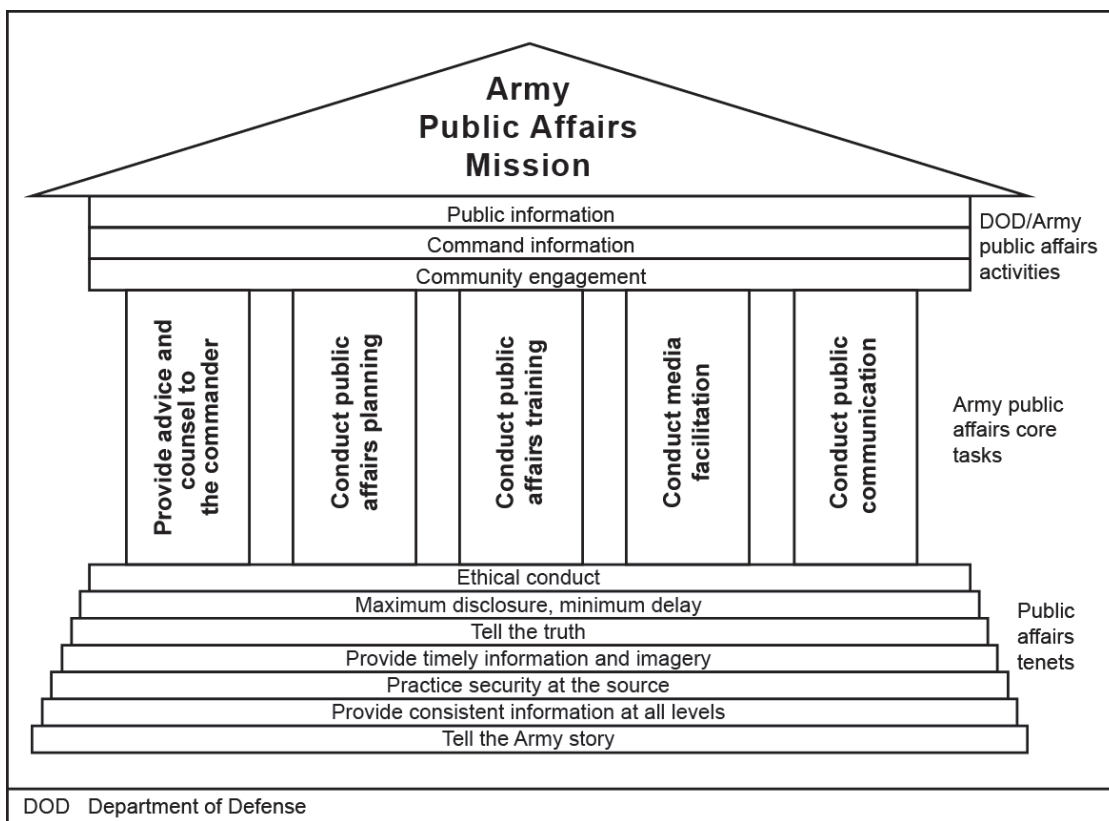 Army
Public Affairs
Mission
Public information
Command information
Community engagement
DOD/Army
public affairs
activities
Provide advice and
counsel to
the commander
Conduct public
affairs planning
Conduct public
affairs training
Conduct media
facilitation
Conduct public
communication
Army public
affairs core
tasks
Ethical conduct
Maximum disclosure, minimum delay
Tell the truth
Provide timely information and imagery
Practice security at the source
Provide consistent information at all levels
Tell the Army story
Public
affairs
tenets
DOD Department of Defense